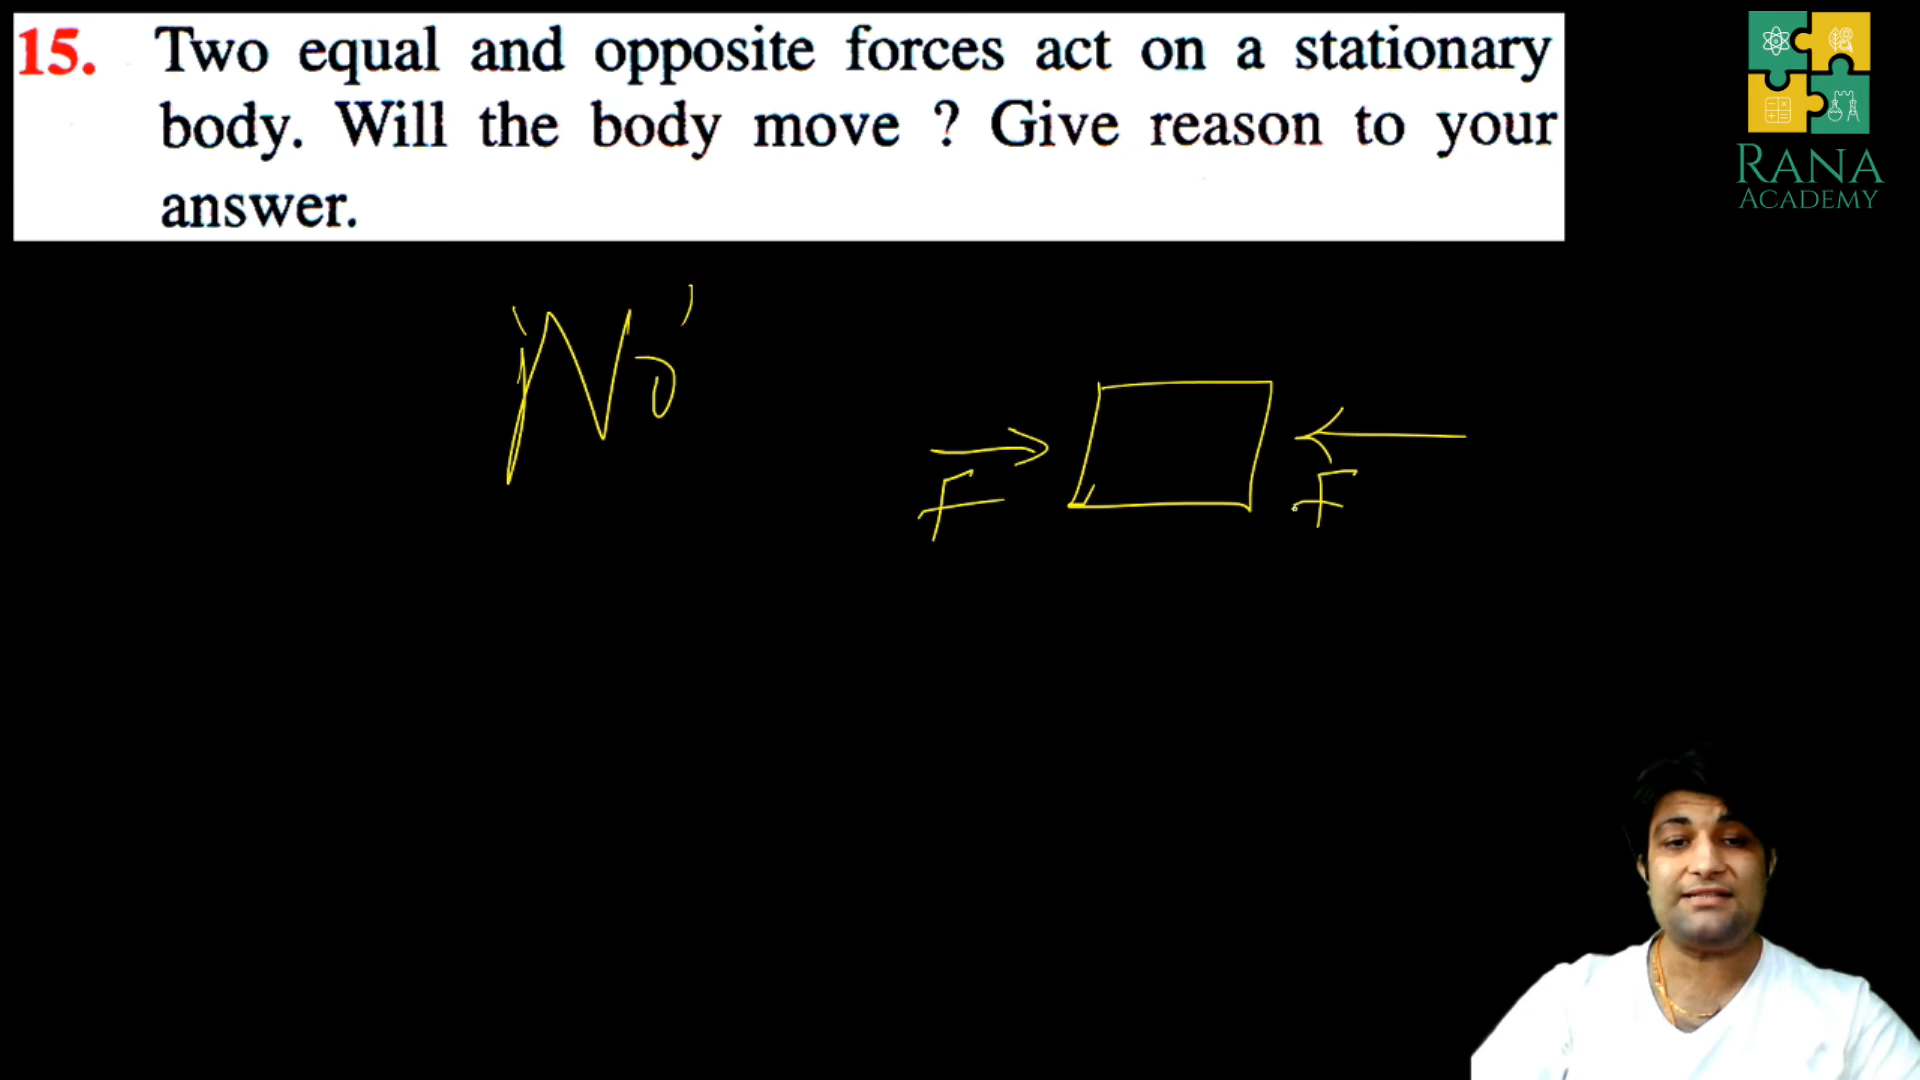 15. Two equal and opposite forces act on a stationary
body. Will the body move ? Give reason to your
answer.
RANA
ACADEMY
'No'
F
F